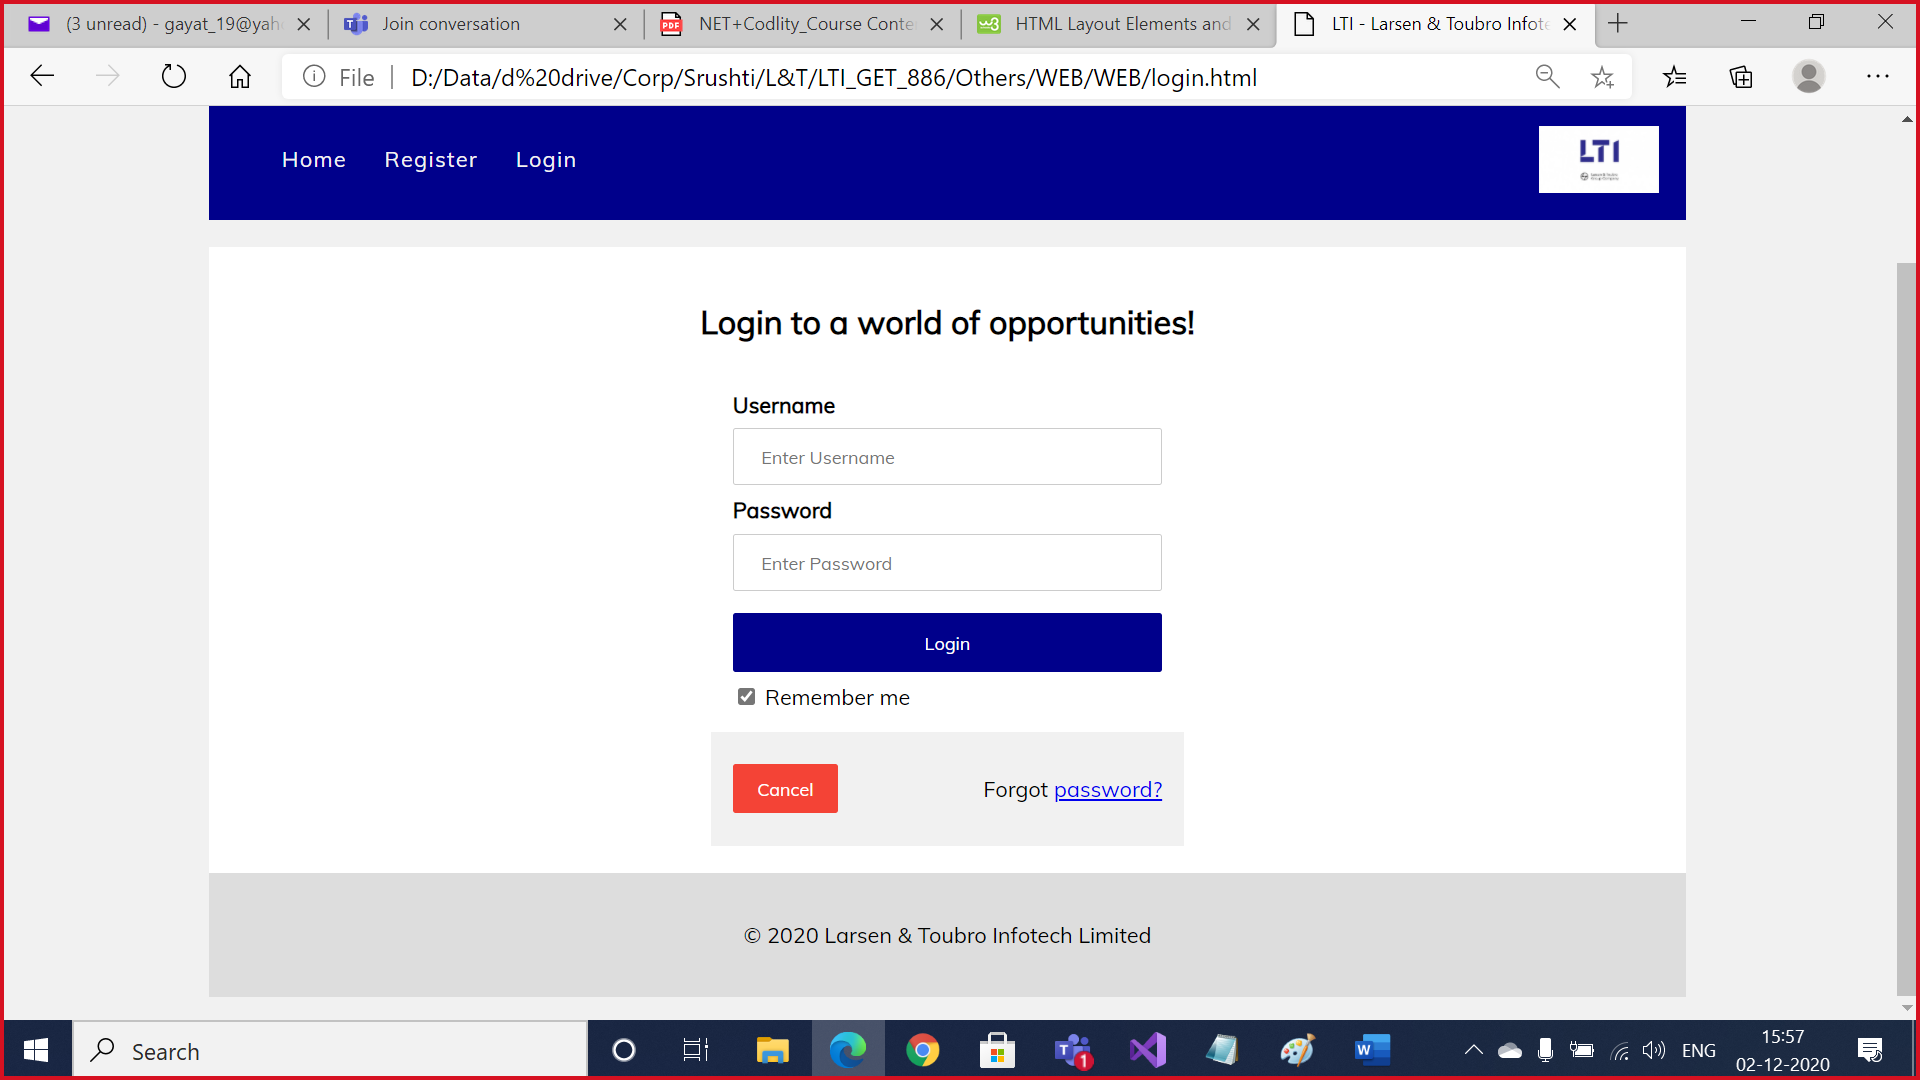 (3 unread) - gayat_19@yah
Join conversation
NET+Codlity_Course Conte
HTML Layout Elements and
LTI - Larsen & Toubro Infote
File
D:/Data/d%20drive/Corp/Srushti/L&T/LTI_GET_886/Others/WEB/WEB/login.html
Home Register Login
LTI
Login to a world of opportunities!
Username
Enter Username
Password
Enter Password
Login
Remember me
Cancel
Forgot password?
© 2020 Larsen & Toubro Infotech Limited
Search
1
ENG
15:57
02-12-2020